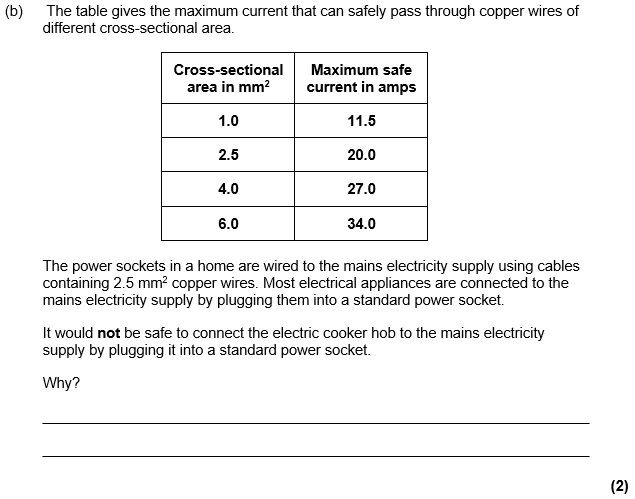 (b) The table gives the maximum current that can safely pass through copper wires of
different cross-sectional area.
Cross-sectional area in mm² Maximum safe current in amps
1.0 11.5
2.5 20.0
4.0 27.0
6.0 34.0
The power sockets in a home are wired to the mains electricity supply using cables
containing 2.5 mm² copper wires. Most electrical appliances are connected to the
mains electricity supply by plugging them into a standard power socket.
It would not be safe to connect the electric cooker hob to the mains electricity
supply by plugging it into a standard power socket.
Why?
(2)